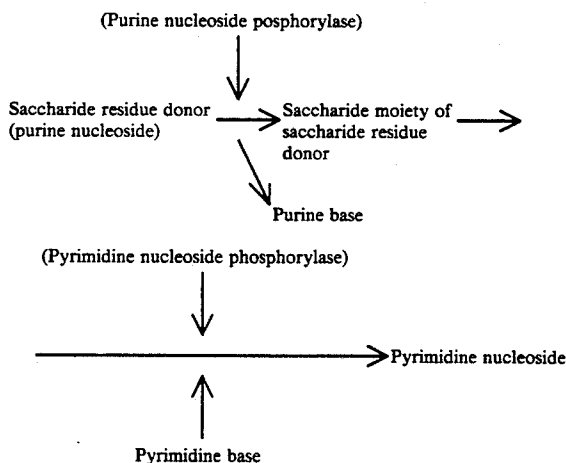 (Purine nucleoside posphorylase)
Saccharide residue donor
(purine nucleoside)
Saccharide moiety of
saccharide residue
donor
Purine base
(Pyrimidine nucleoside phosphorylase)
Pyrimidine nucleoside
Pyrimidine base